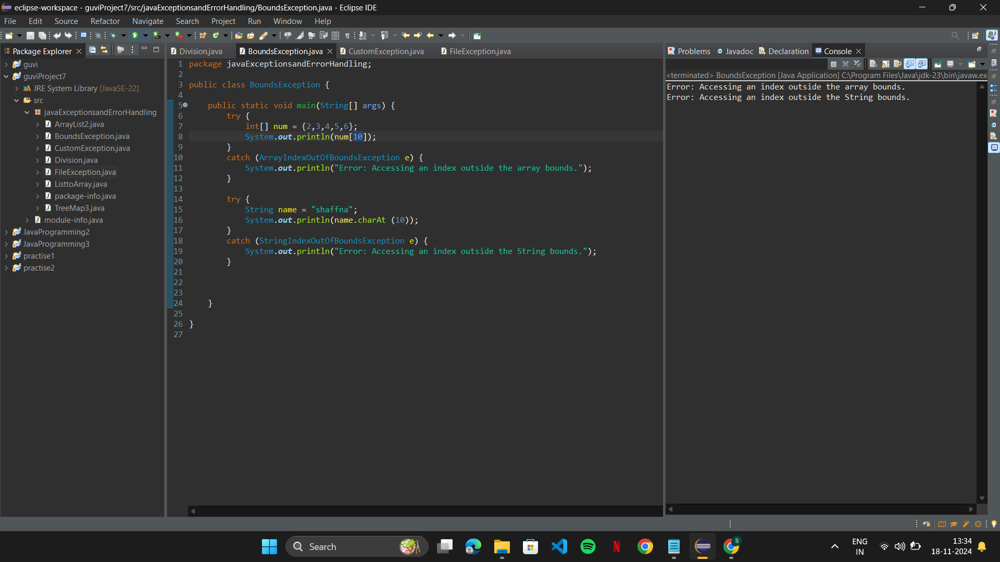 eclipse-workspace - guviProject7/src/javaExceptionsandErrorHandling/BoundsException.java - Eclipse IDE
File Edit Source Refactor Navigate Search Project Run Window Help
Package Explorer
guvi
guviProject7
JRE System Library [JavaSE-22]
src
javaExceptionsandErrorHandling
ArrayList2.java
BoundsException.java
CustomException.java
Division.java
FileException.java
ListtoArray.java
package-info.java
TreeMap3.java
module-info.java
JavaProgramming2
JavaProgramming3
practise1
practise2
Division.java BoundsException.java CustomException.java FileException.java
1 package javaExceptionsandErrorHandling;
2
3 public class BoundsException {
4
5 public static void main(String[] args) {
6 try {
7 int[] num = {2,3,4,5,6};
8 System.out.println(num[10]);
9 }
10 catch (ArrayIndexOutOfBoundsException e) {
11 System.out.println("Error: Accessing an index outside the array bounds.");
12 }
13
14 try {
15 String name = "shaffna";
16 System.out.println(name.charAt (10));
17 }
18 catch (StringIndexOutOfBoundsException e) {
19 System.out.println("Error: Accessing an index outside the String bounds.");
20 }
21
22
23
24 }
25
26 }
27
Problems Javadoc Declaration Console
<terminated> BoundsException [Java Application] C:\Program Files\Java\jdk-23\bin\javaw.ex
Error: Accessing an index outside the array bounds.
Error: Accessing an index outside the String bounds.
Search
S
ENG
IN
13:34
18-11-2024